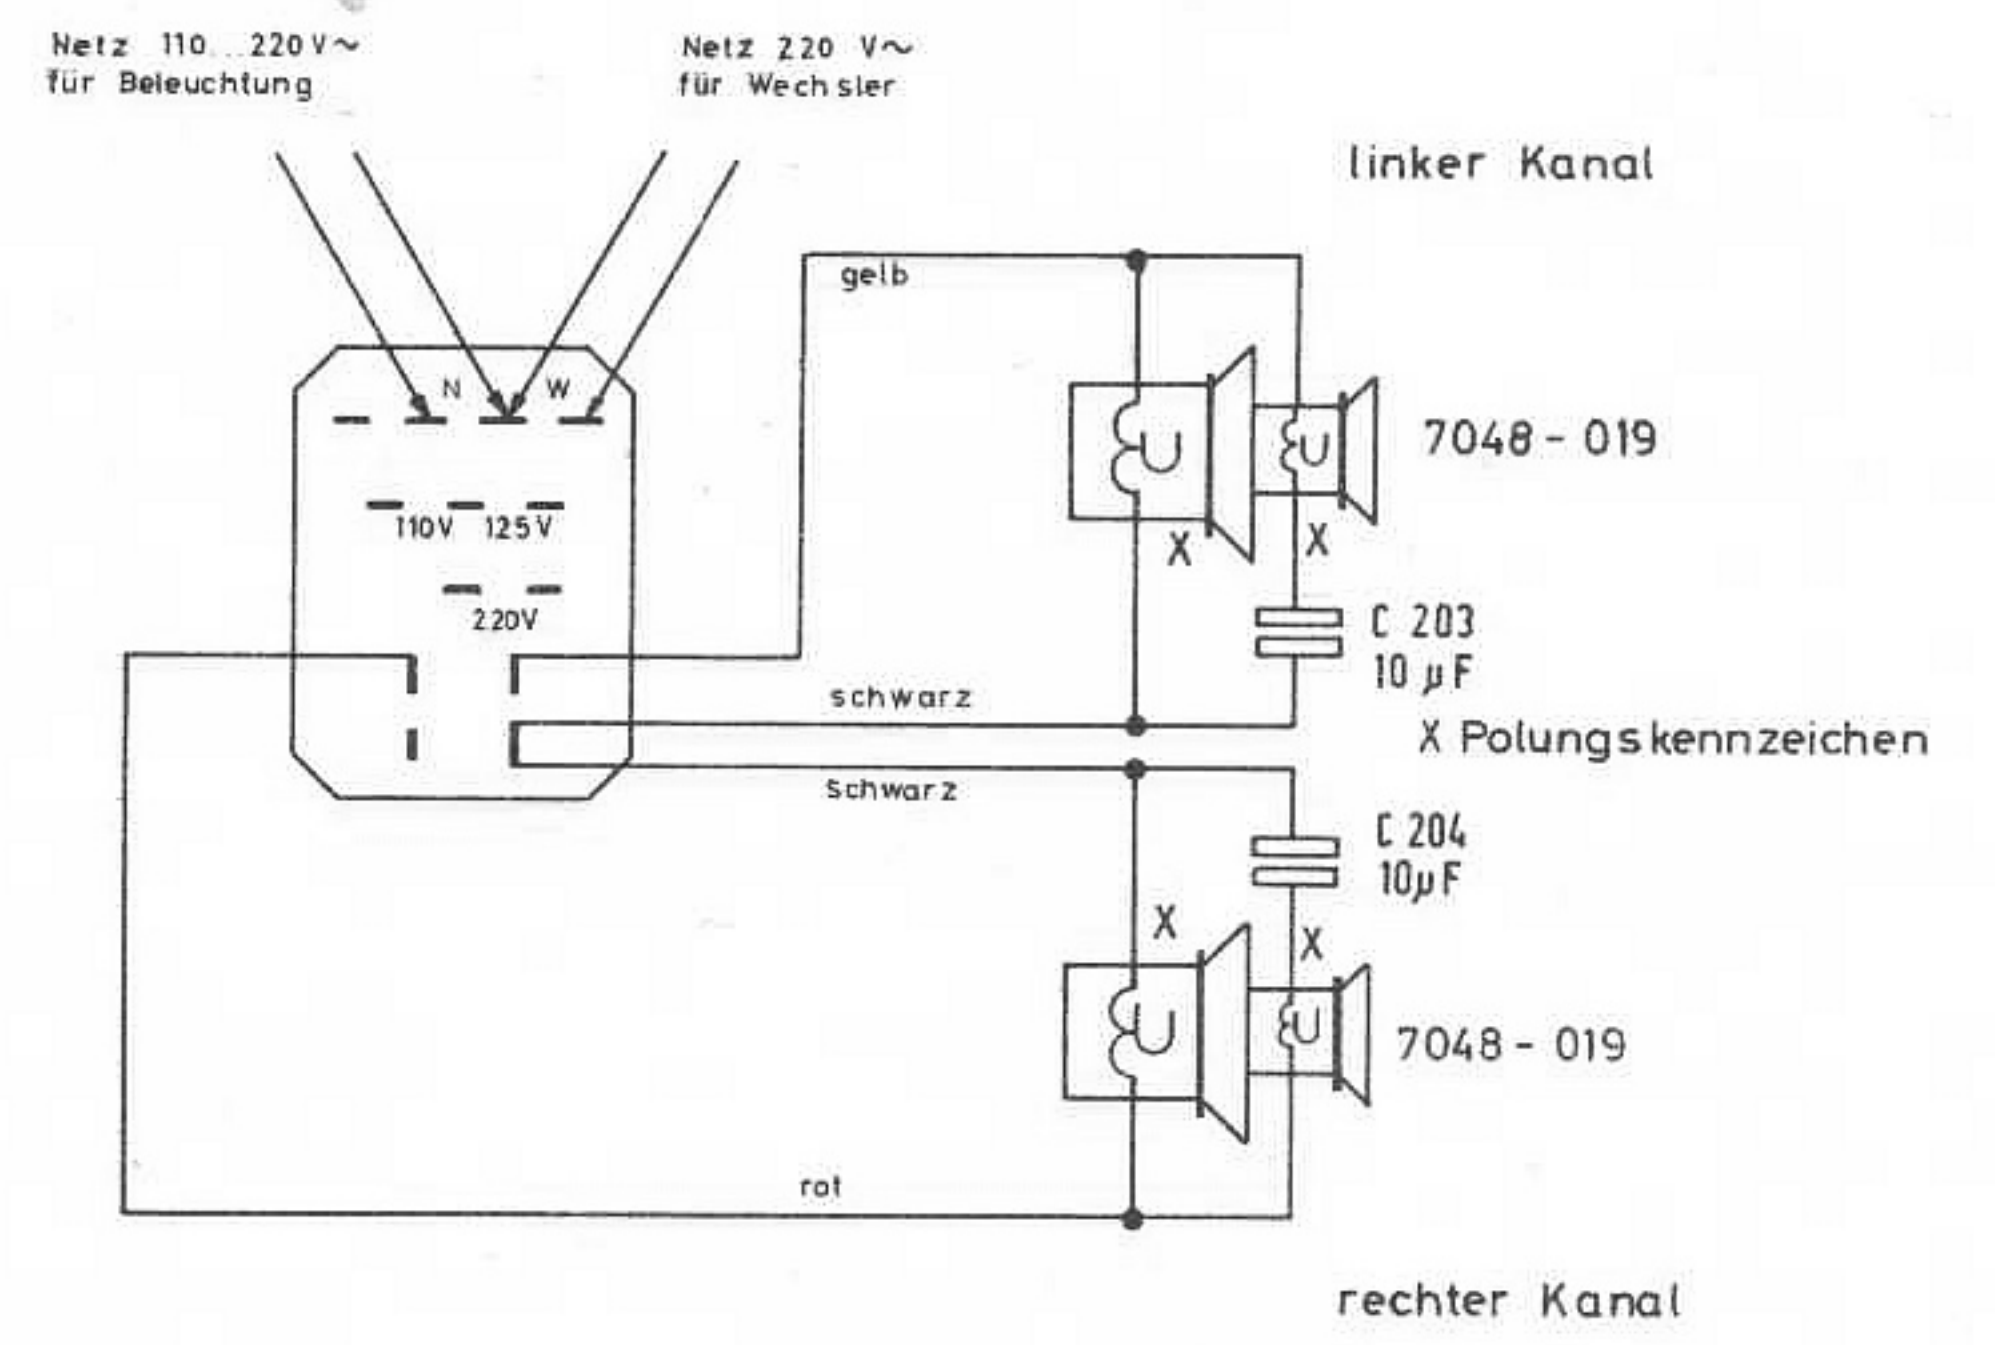 Netz 110...220V~
für Beleuchtung
Netz 220 V~
für Wechsler
linker Kanal
gelb
N
W
7048-019
110V
125V
X
X
220V
C 203
10 µF
schwarz
X Polungskennzeichen
Schwarz
C 204
10µF
X
X
7048-019
rot
rechter Kanal